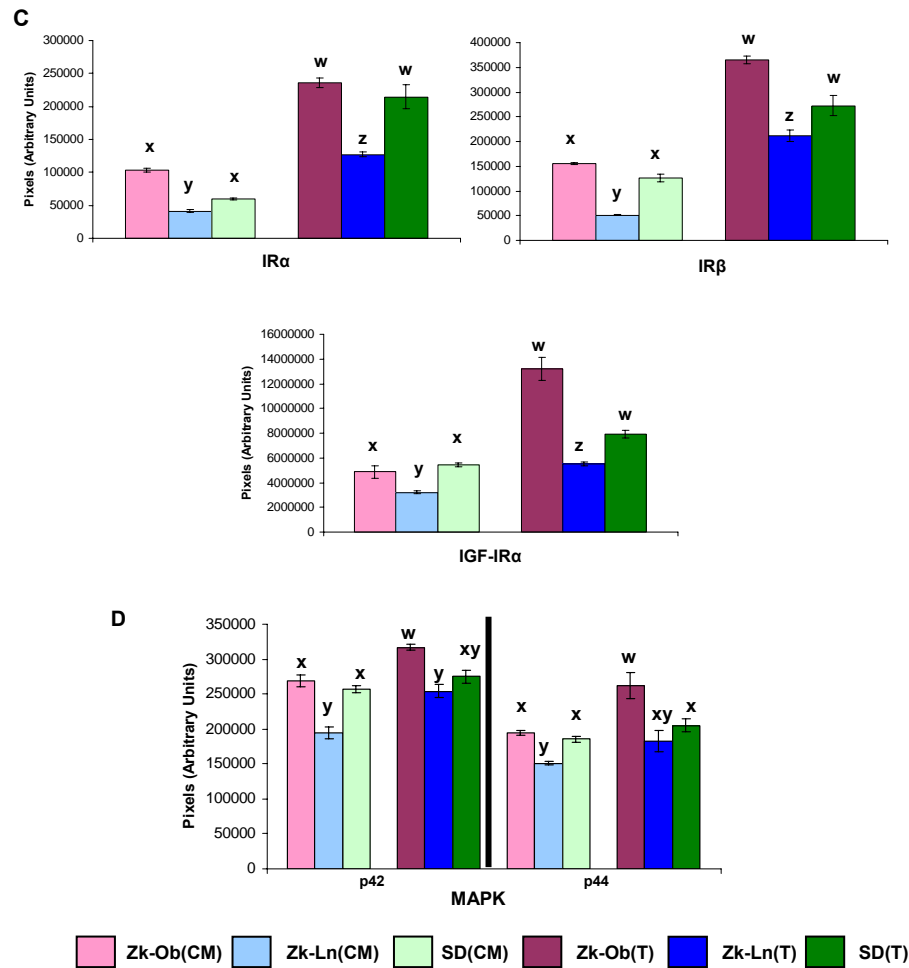 C
300000
250000
200000
150000
100000
50000
0
Pixels (Arbitrary Units)
x
y
x
w
z
w
IRα
400000
350000
300000
250000
200000
150000
100000
50000
0
Pixels (Arbitrary Units)
x
y
x
w
z
w
IRβ
16000000
14000000
12000000
10000000
8000000
6000000
4000000
2000000
0
Pixels (Arbitrary Units)
x
y
x
w
z
w
IGF-IRα
D
350000
300000
250000
200000
150000
100000
50000
0
Pixels (Arbitrary Units)
x
y
x
w
y
xy
x
y
x
w
xy
x
p42 p44
MAPK
Zk-Ob(CM) Zk-Ln(CM) SD(CM) Zk-Ob(T) Zk-Ln(T) SD(T)